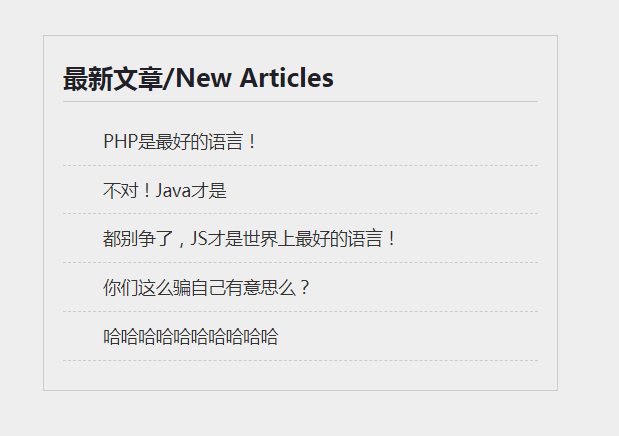 最新文章/New Articles
PHP是最好的语言！
不对！Java才是
都别争了，JS才是世界上最好的语言！
你们这么骗自己有意思么？
哈哈哈哈哈哈哈哈哈哈